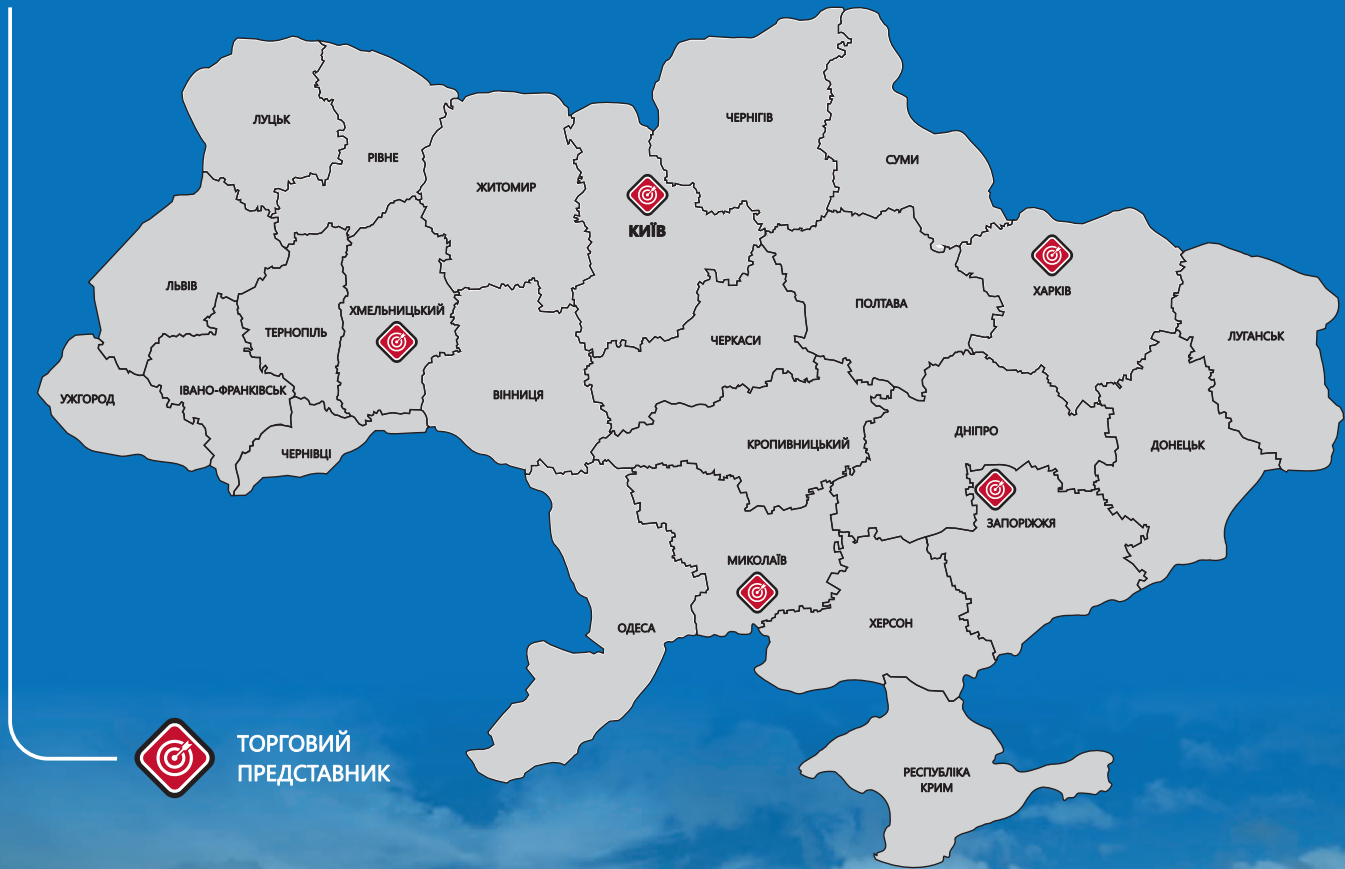 ЛУЦЬК
РІВНЕ
ЖИТОМИР
ЧЕРНІГІВ
СУМИ
КИЇВ
ЛЬВІВ
ТЕРНОПІЛЬ
ХМЕЛЬНИЦЬКИЙ
ХАРКІВ
ПОЛТАВА
ЧЕРКАСИ
ЛУГАНСЬК
УЖГОРОД
ІВАНО-ФРАНКІВСЬК
ВІННИЦЯ
ЧЕРНІВЦІ
КРОПИВНИЦЬКИЙ
ДНІПРО
ДОНЕЦЬК
ЗАПОРІЖЖЯ
МИКОЛАЇВ
ОДЕСА
ХЕРСОН
РЕСПУБЛІКА
КРИМ
ТОРГОВИЙ
ПРЕДСТАВНИК